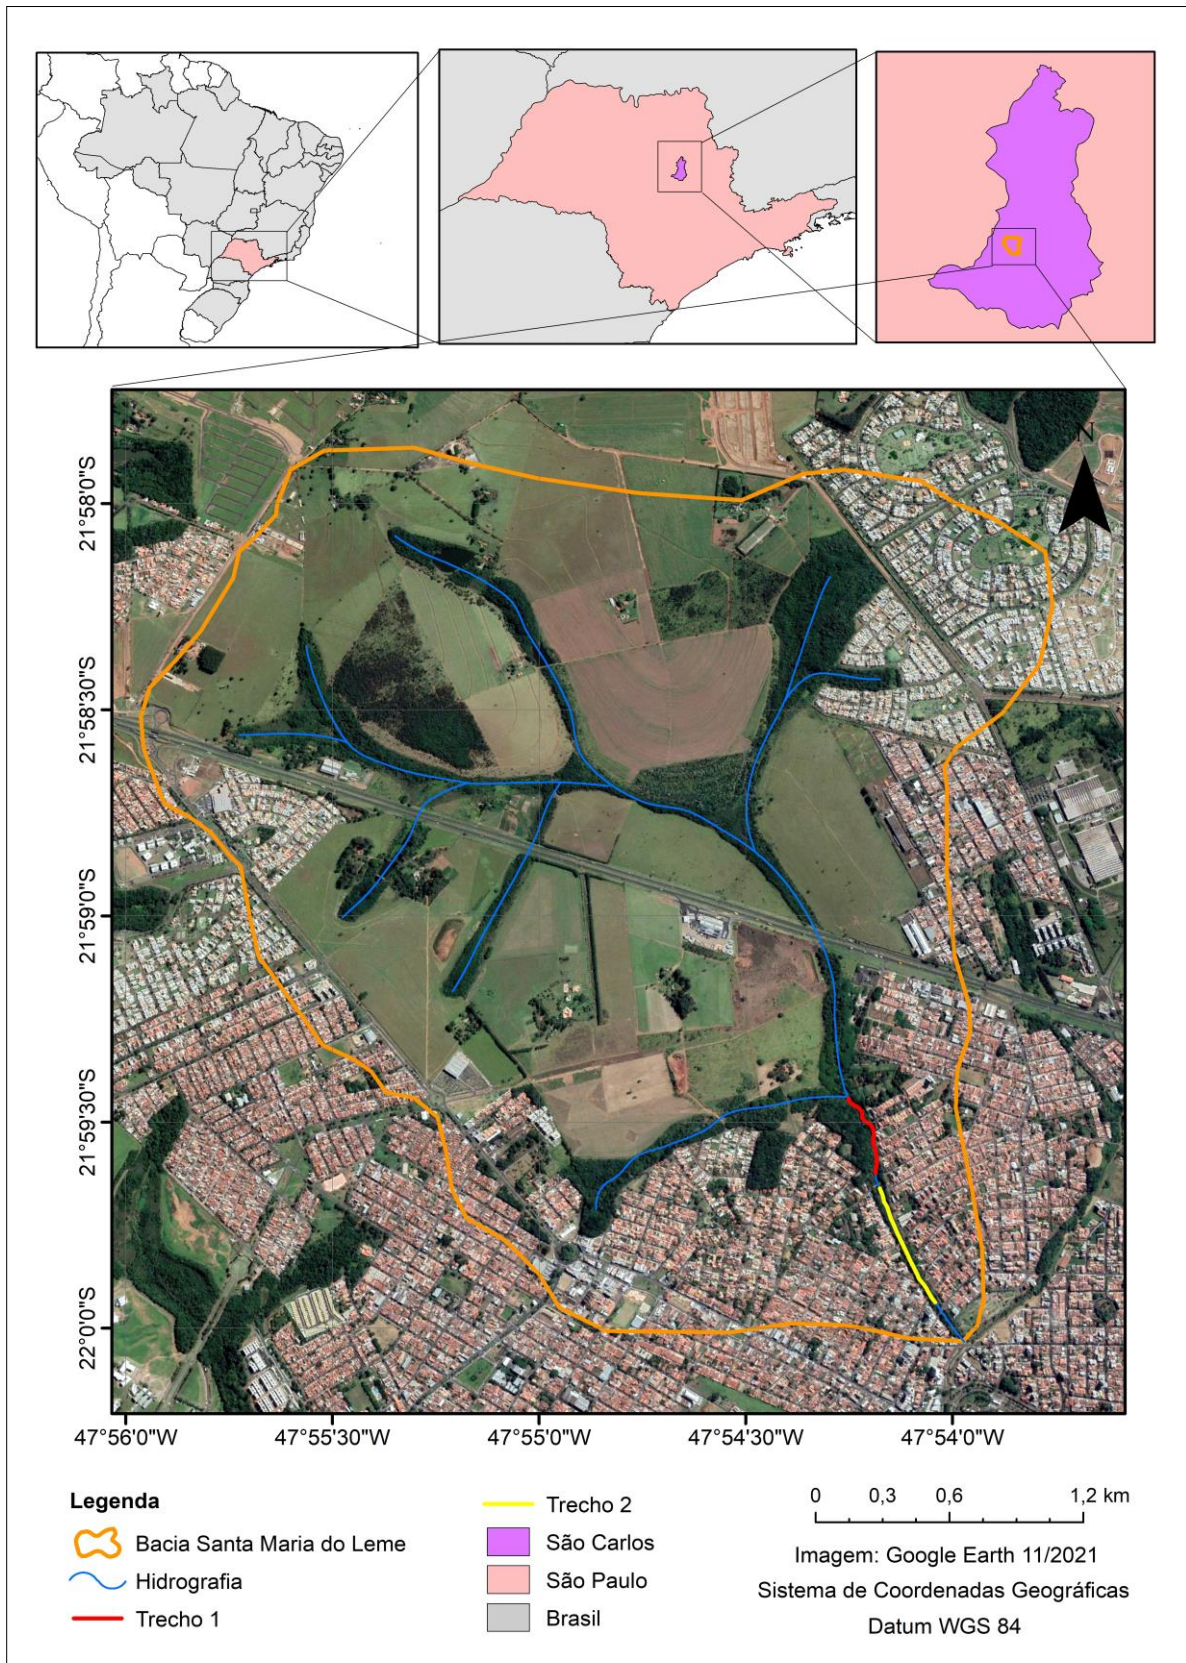 N
21°58'0"S
21°58'30"S
21°59'0"S
21°59'30"S
22°0'0"S
47°56'0"W
47°55'30"W
47°55'0"W
47°54'30"W
47°54'0"W
Legenda
Bacia Santa Maria do Leme
Hidrografia
Trecho 1
Trecho 2
São Carlos
São Paulo
Brasil
0 0,3 0,6 1,2 km
Imagem: Google Earth 11/2021
Sistema de Coordenadas Geográficas
Datum WGS 84